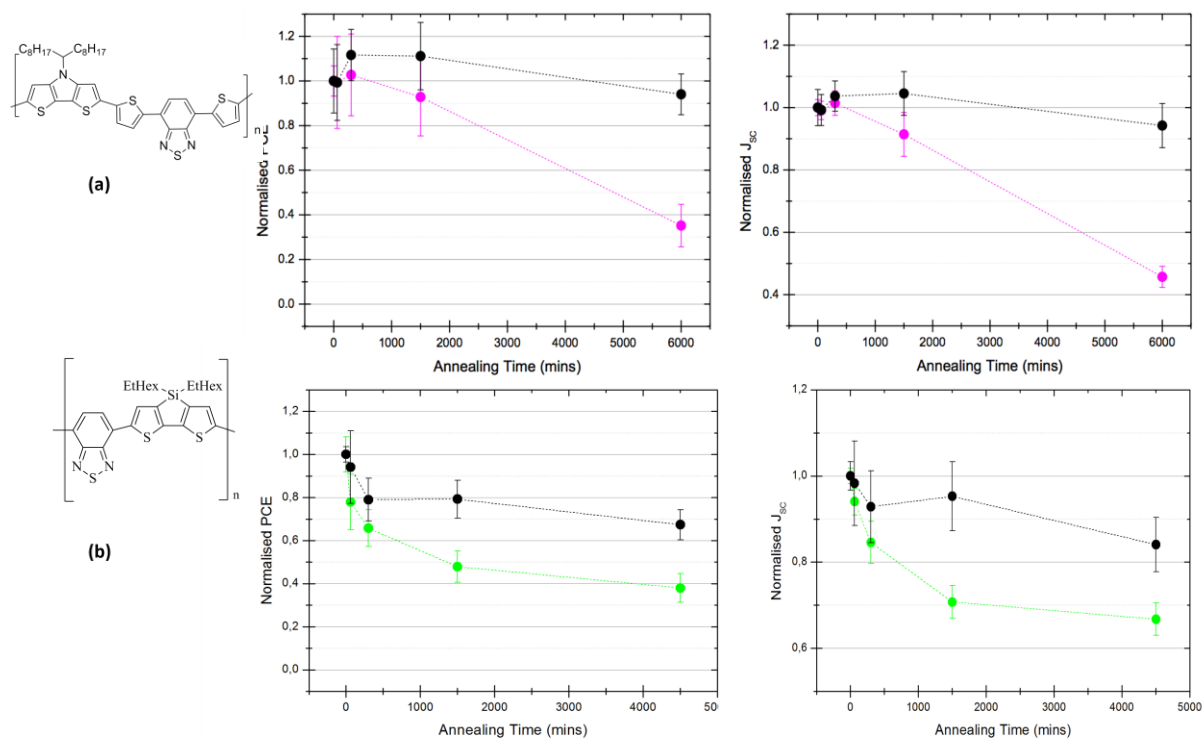 C8H17 C8H17
N
S S
S S
N N
S
n
(a)
Normalised PCE
1.2
1.0
0.8
0.6
0.4
0.2
0.0
0 1000 2000 3000 4000 5000 6000
Annealing Time (mins)
Normalised JSC
1.2
1.0
0.8
0.6
0.4
0 1000 2000 3000 4000 5000 6000
Annealing Time (mins)
EtHex EtHex
Si
S S
N N
S
n
(b)
Normalised PCE
1,2
1,0
0,8
0,6
0,4
0,2
0,0
0 1000 2000 3000 4000 50
Annealing Time (mins)
Normalised JSC
1,2
1,0
0,8
0,6
0 1000 2000 3000 4000 5000
Annealing Time (mins)